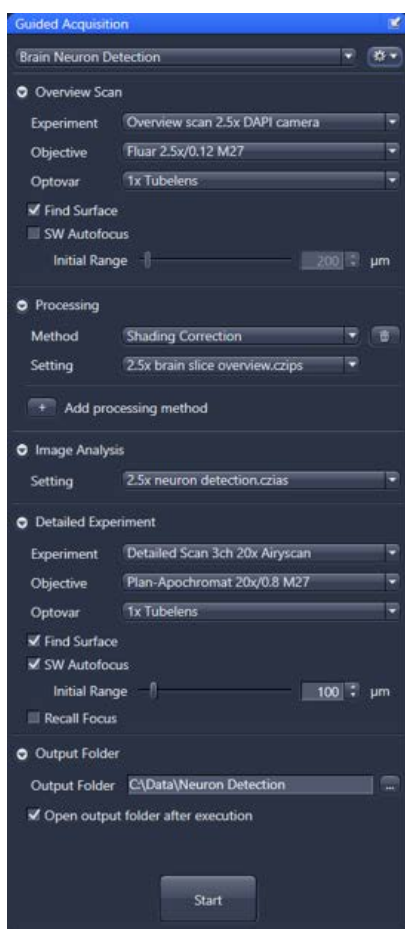 Guided Acquisition
Brain Neuron Detection
Overview Scan
Experiment Overview scan 2.5x DAPI camera
Objective Fluar 2.5x/0.12 M27
Optovar 1x Tubelens
Find Surface
SW Autofocus
Initial Range 200 µm
Processing
Method Shading Correction
Setting 2.5x brain slice overview.czips
+ Add processing method
Image Analysis
Setting 2.5x neuron detection.czias
Detailed Experiment
Experiment Detailed Scan 3ch 20x Airyscan
Objective Plan-Apochromat 20x/0.8 M27
Optovar 1x Tubelens
Find Surface
SW Autofocus
Initial Range 100 µm
Recall Focus
Output Folder
Output Folder C:\Data\Neuron Detection ...
Open output folder after execution
Start